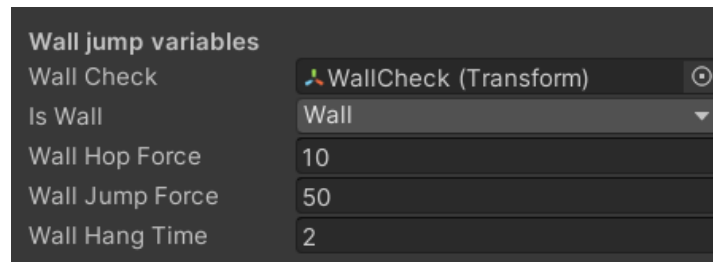 Wall jump variables
Wall Check WallCheck (Transform)
Is Wall Wall
Wall Hop Force 10
Wall Jump Force 50
Wall Hang Time 2